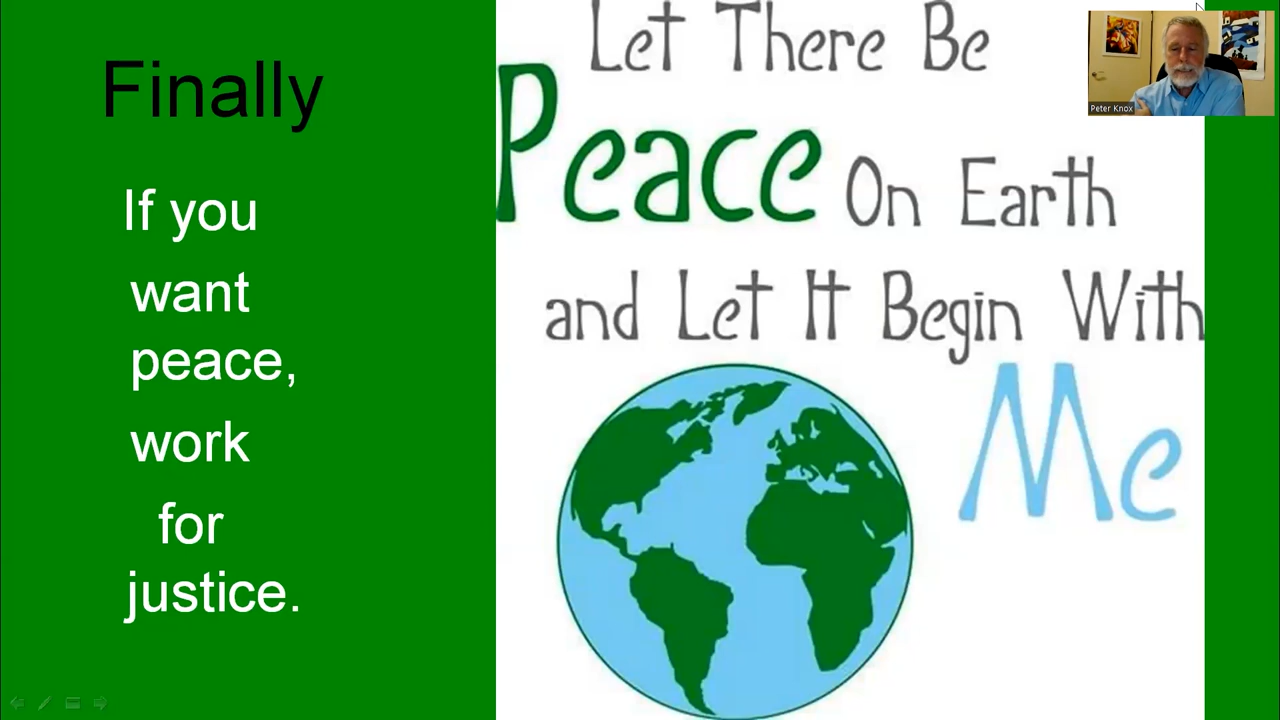 Finally
If you
want
peace,
work
for
justice.
Let There Be
Peace On Earth
and Let It Begin With
Me
Peter Knox